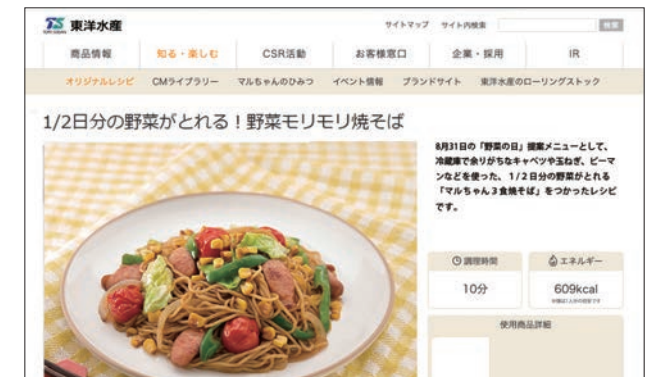 東洋水産
サイトマップ サイト内検索 検索
商品情報 知る・楽しむ CSR活動 お客様窓口 企業・採用 IR
オリジナルレシピ CMライブラリー マルちゃんのひみつ イベント情報 ブランドサイト 東洋水産のローリングストック
1/2日分の野菜がとれる！野菜モリモリ焼そば
8月31日の「野菜の日」提案メニューとして、
冷蔵庫で余りがちなキャベツや玉ねぎ、ピーマ
ンなどを使った、1/2日分の野菜がとれる
「マルちゃん3食焼そば」をつかったレシピ
です。
調理時間 エネルギー
10分 609kcal
使用商品詳細